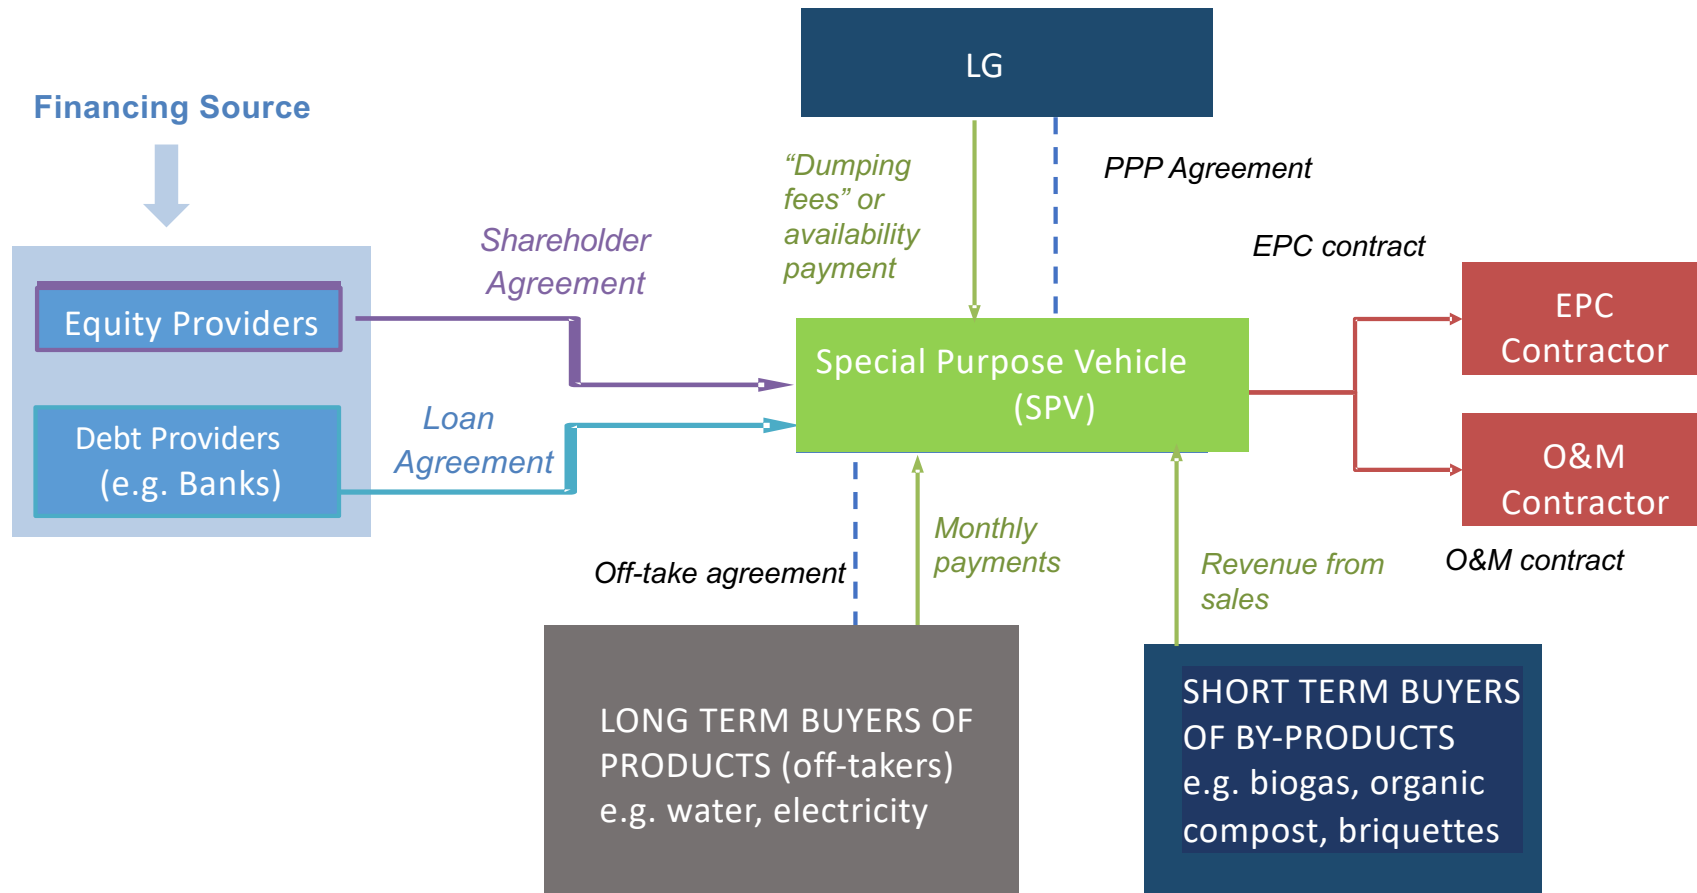 LG
Financing Source
“Dumping
fees” or
availability
payment
PPP Agreement
Shareholder
Agreement
EPC contract
Equity Providers
EPC
Contractor
Special Purpose Vehicle
(SPV)
Loan
Agreement
Debt Providers
(e.g. Banks)
O&M
Contractor
Monthly
payments
Off-take agreement
Revenue from
sales
O&M contract
LONG TERM BUYERS OF
PRODUCTS (off-takers)
e.g. water, electricity
SHORT TERM BUYERS
OF BY-PRODUCTS
e.g. biogas, organic
compost, briquettes